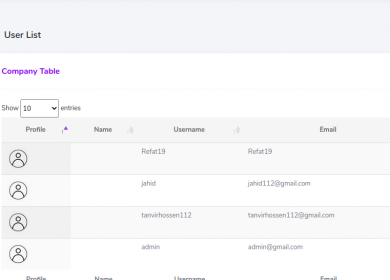 User List
Company Table
Show 10 entries
Profile Name Username Email
Refat19 Refat19
jahid jahid112@gmail.com
tanvirhossen112 tanvirhossen112@gmail.com
admin admin@gmail.com
Profile Name Username Email